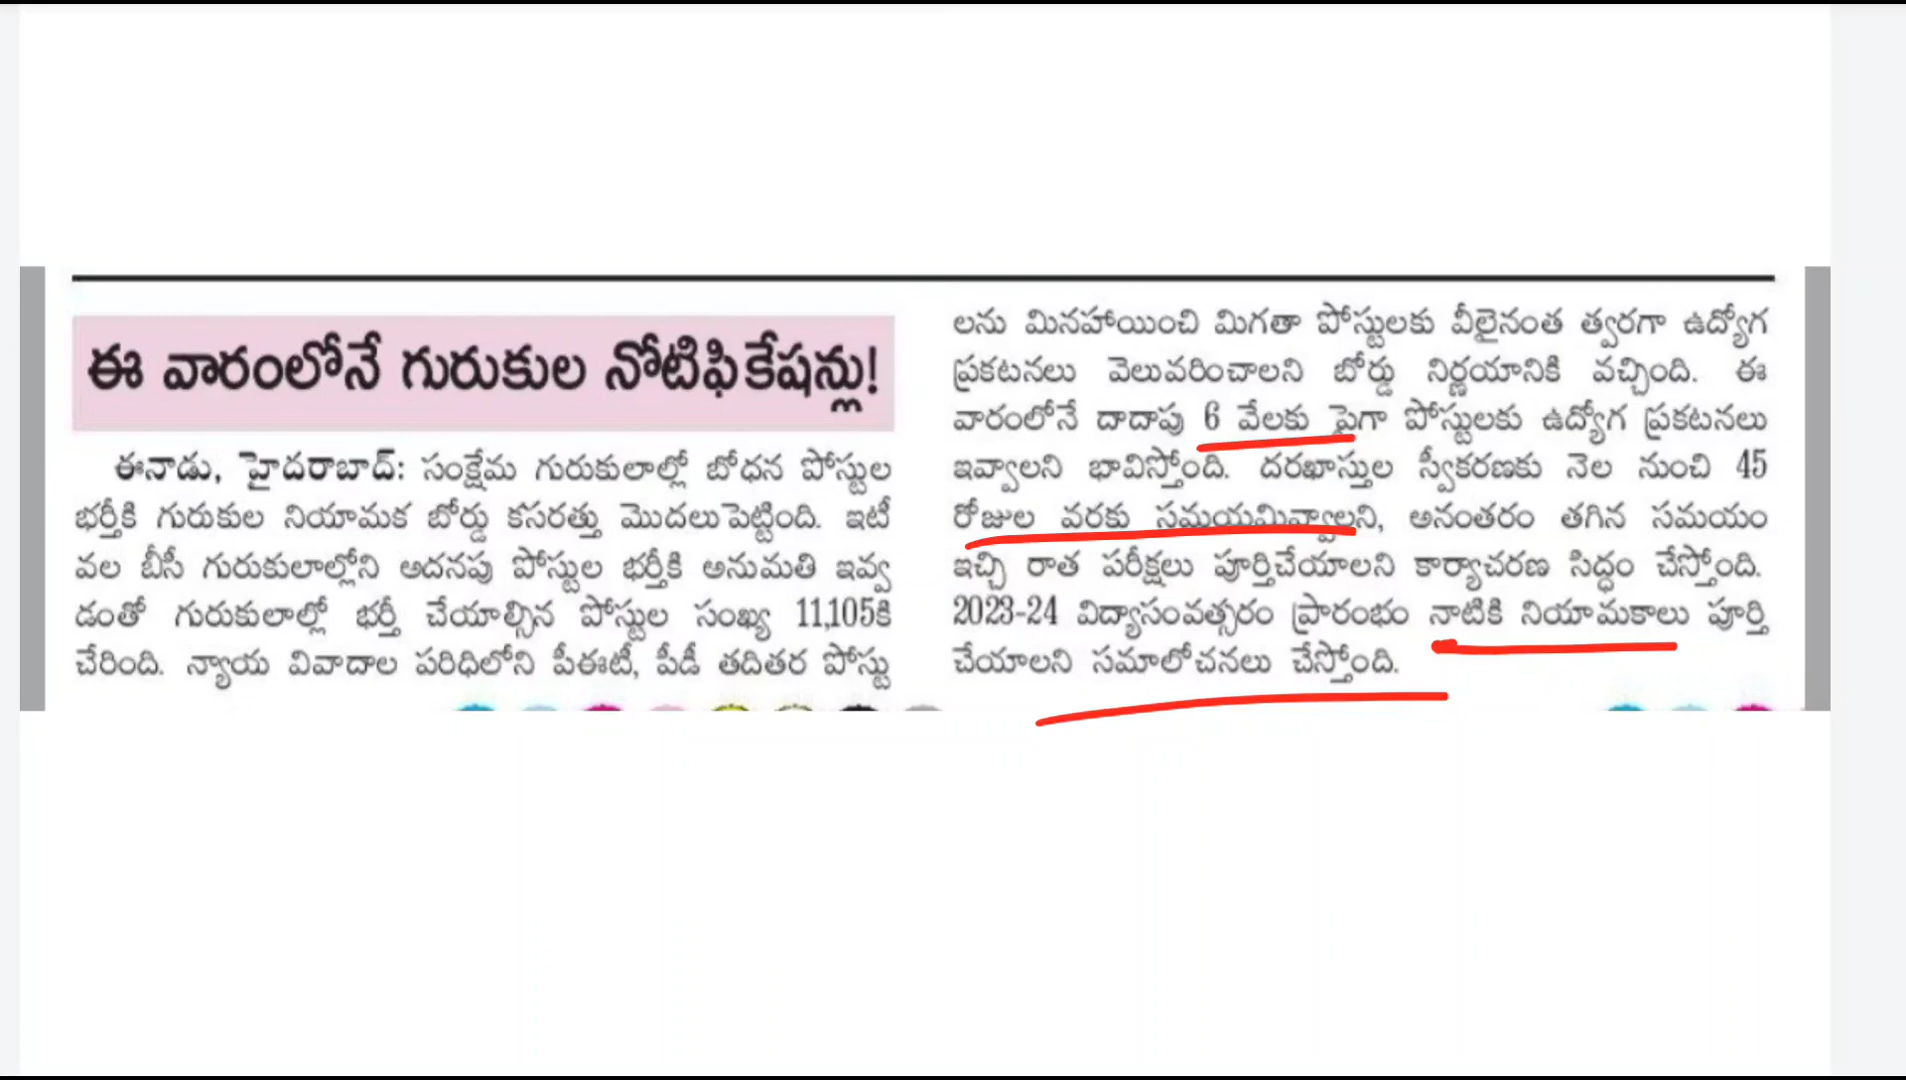 ఈ వారంలోనే గురుకుల నోటిఫికేషన్లు!
ఈనాడు, హైదరాబాద్: సంక్షేమ గురుకులాల్లో బోధన పోస్టుల
భర్తీకి గురుకుల నియామక బోర్డు కసరత్తు మొదలుపెట్టింది. ఇటీ
వల బీసీ గురుకులాల్లోని అదనపు పోస్టుల భర్తీకి అనుమతి ఇవ్వ
డంతో గురుకులాల్లో భర్తీ చేయాల్సిన పోస్టుల సంఖ్య 11,105కి
చేరింది. న్యాయ వివాదాల పరిధిలోని పీఈటీ, పీడీ తదితర పోస్టు
లను మినహాయించి మిగతా పోస్టులకు వీలైనంత త్వరగా ఉద్యోగ
ప్రకటనలు వెలువరించాలని బోర్డు నిర్ణయానికి వచ్చింది. ఈ
వారంలోనే దాదాపు 6 వేలకు పైగా పోస్టులకు ఉద్యోగ ప్రకటనలు
ఇవ్వాలని భావిస్తోంది. దరఖాస్తుల స్వీకరణకు నెల నుంచి 45
రోజుల వరకు సమయమివ్వాలని, అనంతరం తగిన సమయం
ఇచ్చి రాత పరీక్షలు పూర్తిచేయాలని కార్యాచరణ సిద్ధం చేస్తోంది.
2023-24 విద్యాసంవత్సరం ప్రారంభం నాటికి నియామకాలు పూర్తి
చేయాలని సమాలోచనలు చేస్తోంది.